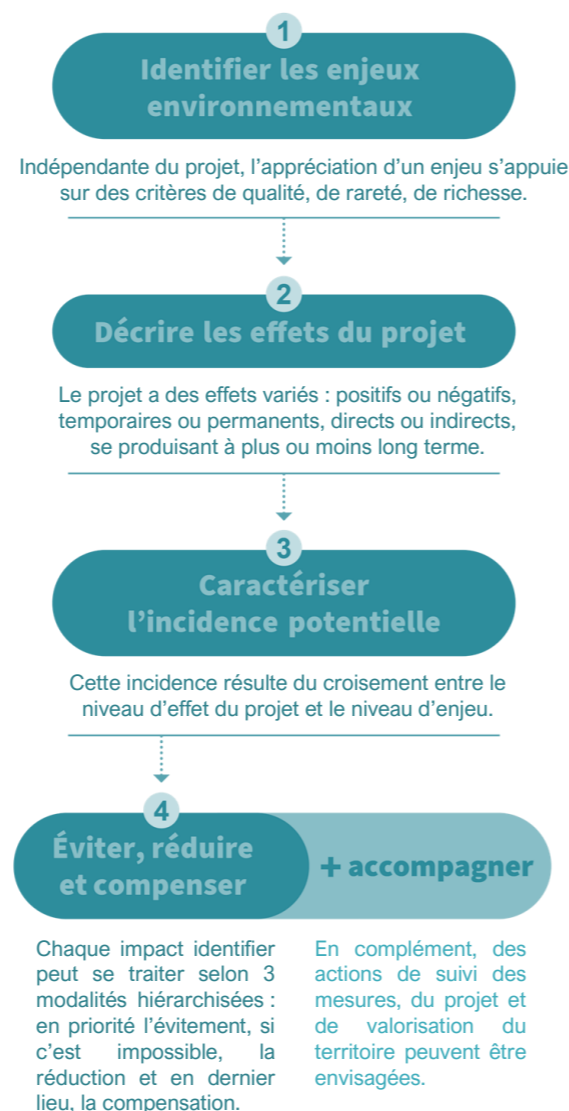 1
Identifier les enjeux
environnementaux
Indépendante du projet, l'appréciation d'un enjeu s'appuie
sur des critères de qualité, de rareté, de richesse.
2
Décrire les effets du projet
Le projet a des effets variés : positifs ou négatifs,
temporaires ou permanents, directs ou indirects,
se produisant à plus ou moins long terme.
3
Caractériser
l'incidence potentielle
Cette incidence résulte du croisement entre le
niveau d'effet du projet et le niveau d'enjeu.
4
Éviter, réduire
et compenser
+ accompagner
Chaque impact identifier
peut se traiter selon 3
modalités hiérarchisées :
en priorité l'évitement, si
c'est impossible, la
réduction et en dernier
lieu, la compensation.
En complément, des
actions de suivi des
mesures, du projet et
de valorisation du
territoire peuvent être
envisagées.